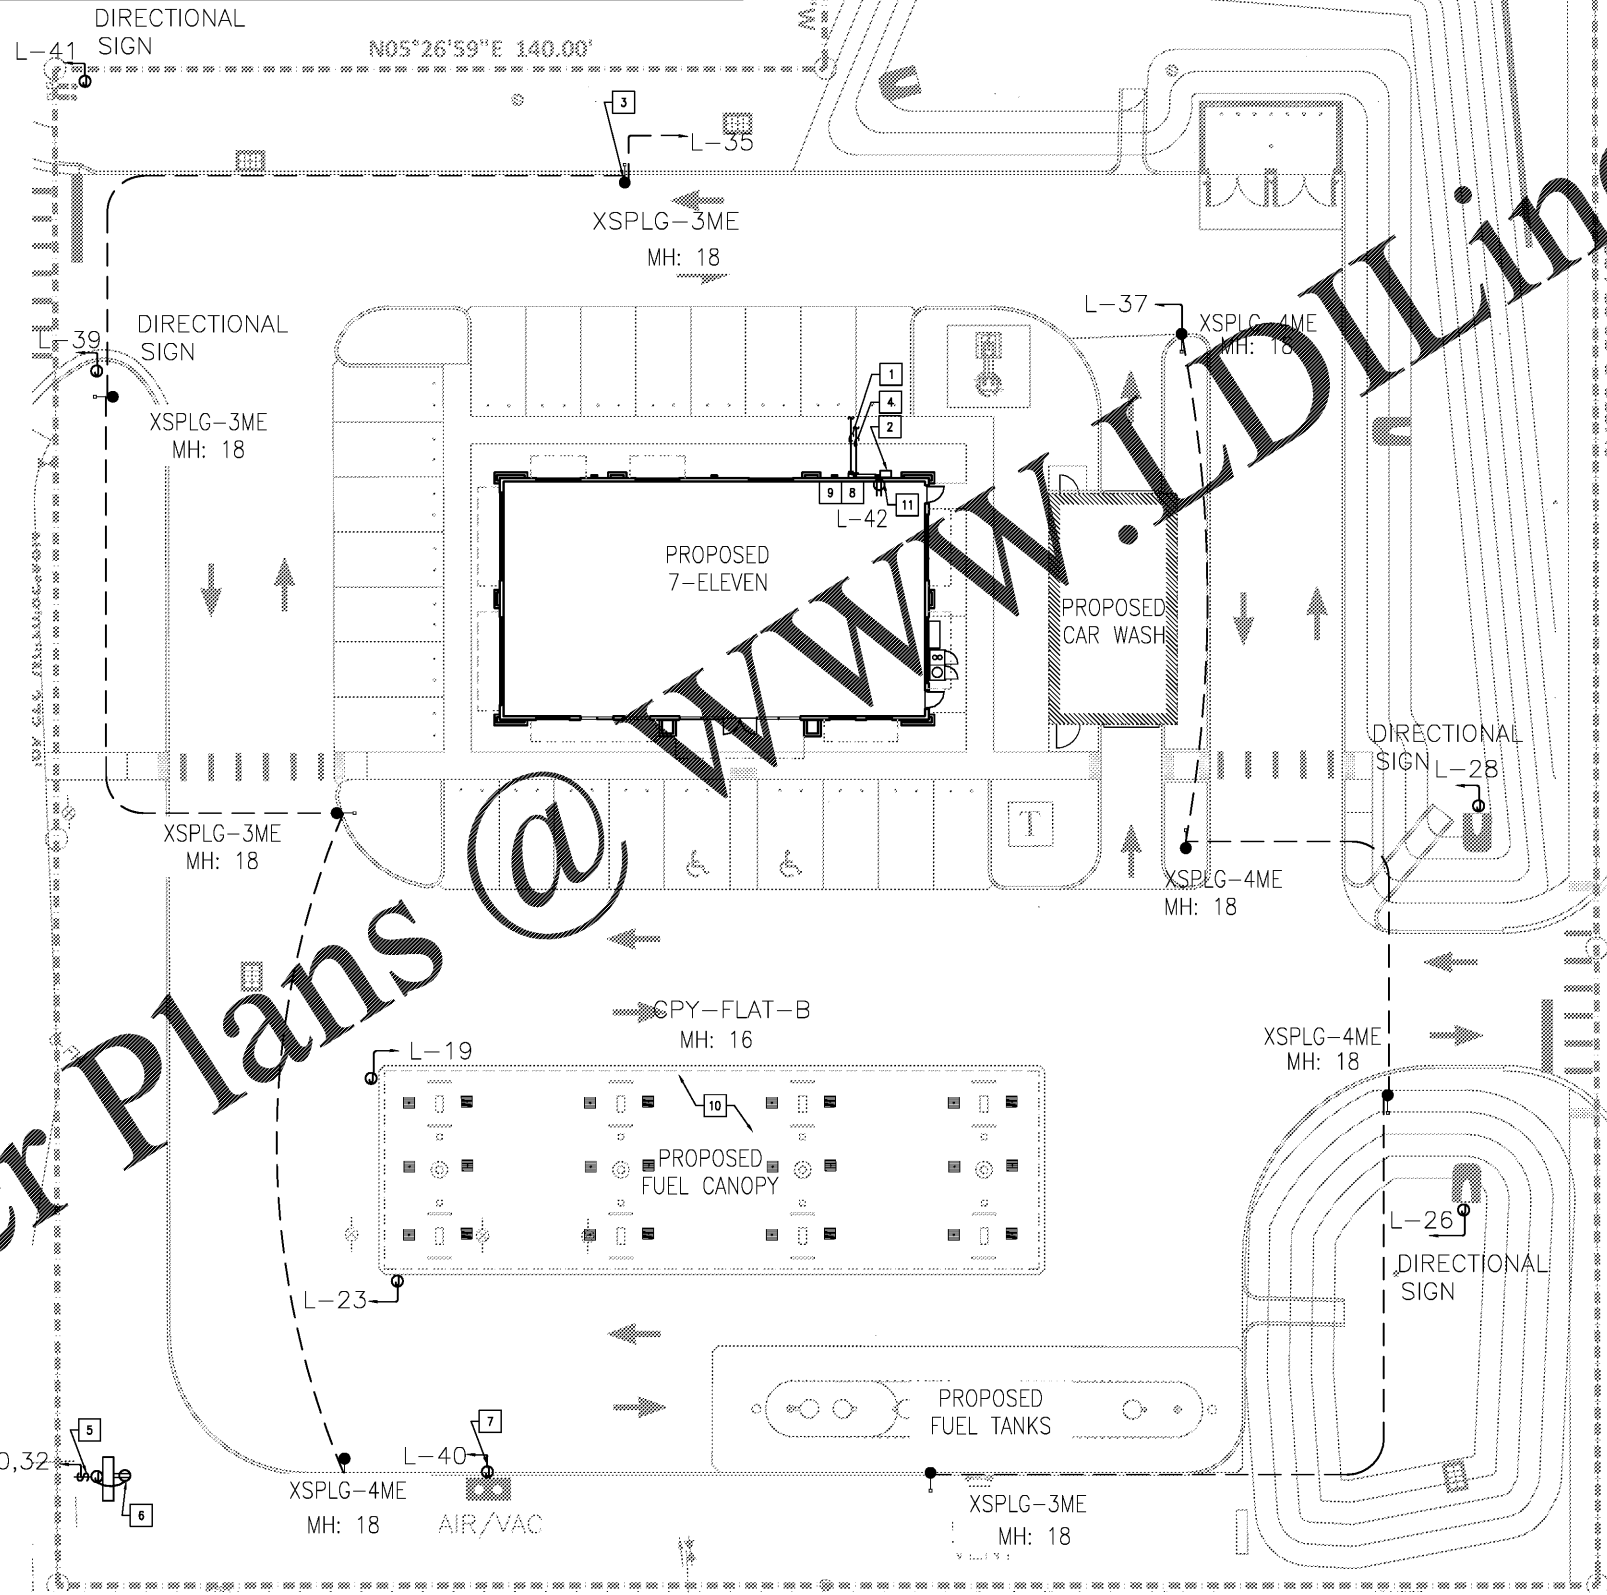 DIRECTIONAL
SIGN
L-41
N05°26'59"E 140.00'
3
L-35
XSPLG-3ME
MH: 18
L-37
XSPLG-4ME
MH: 18
DIRECTIONAL
SIGN
L-39
XSPLG-3ME
MH: 18
1
4
2
9 8
11
L-42
PROPOSED
7-ELEVEN
PROPOSED
CAR WASH
DIRECTIONAL
SIGN
L-28
XSPLG-3ME
MH: 18
T
XSPLG-4ME
MH: 18
er Plans @ WWW.LDILine
CPY-FLAT-B
MH: 16
XSPLG-4ME
MH: 18
L-19
10
PROPOSED
FUEL CANOPY
L-26
DIRECTIONAL
SIGN
L-23
PROPOSED
FUEL TANKS
5
7
L-40
0,32
6
XSPLG-4ME
MH: 18
AIR/VAC
XSPLG-3ME
MH: 18